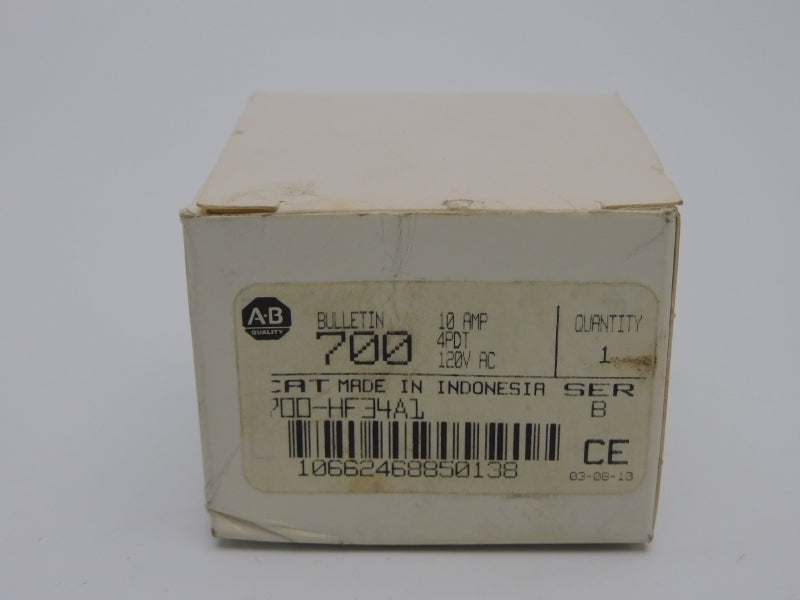 A-B
QUALITY
BULLETIN
700
10 AMP
4PDT
120V AC
QUANTITY
1
CAT MADE IN INDONESIA SER
700-HF34A1 B
10662468850138
CE
03-08-10